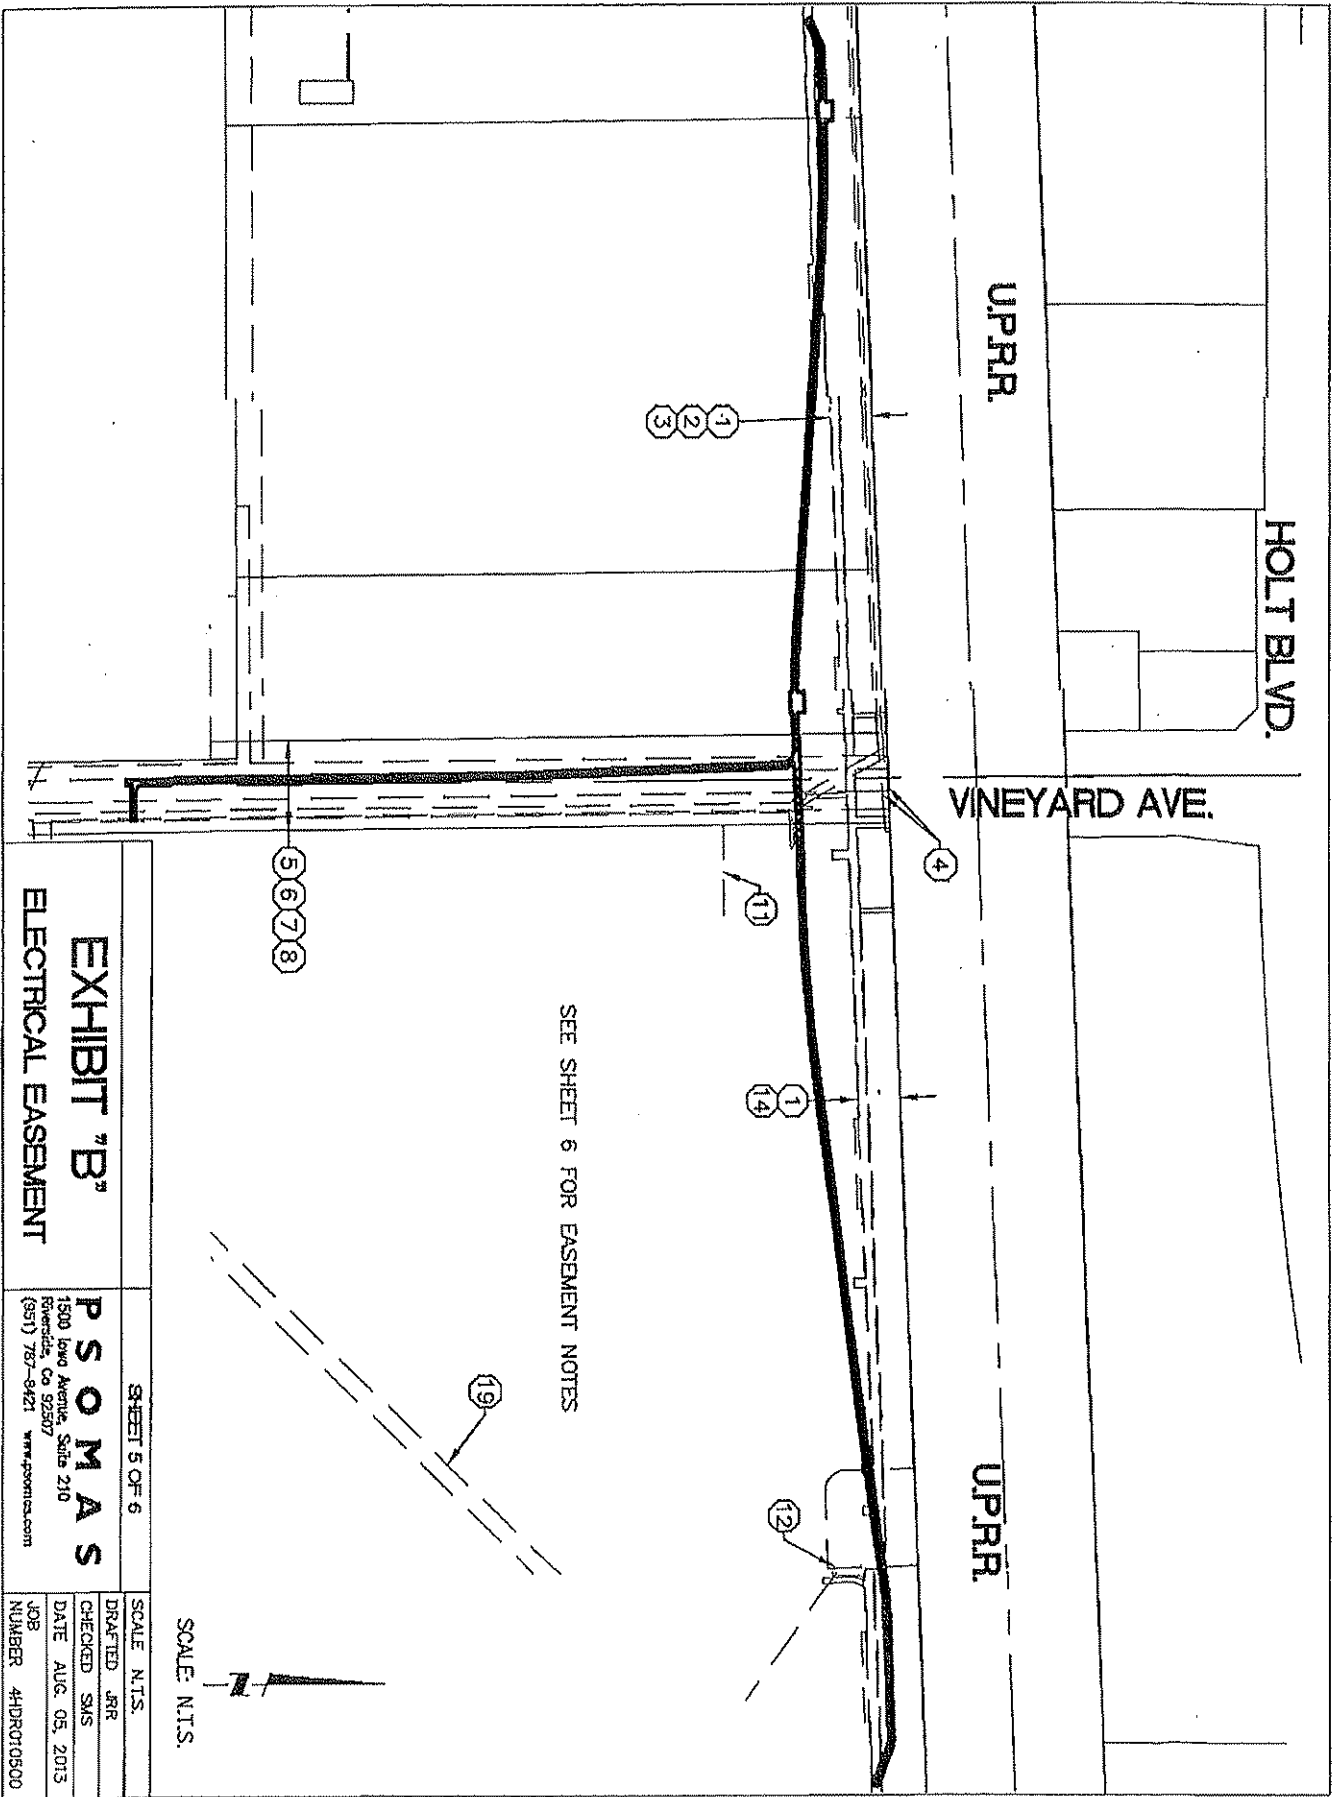 HOLT BLVD.
U.P.R.R.
VINEYARD AVE.
U.P.R.R.
1
2
3
4
5
6
7
8
11
1
14
12
19
SEE SHEET 6 FOR EASEMENT NOTES
SCALE: N.T.S.
EXHIBIT "B"
ELECTRICAL EASEMENT
SHEET 5 OF 6
PSOMAS
1500 Iowa Avenue, Suite 210
Riverside, Ca 92507
(951) 787-8421 www.psomas.com
SCALE N.T.S.
DRAFTED JRR
CHECKED SMS
DATE AUG. 05, 2013
JOB
NUMBER 4HDR010500